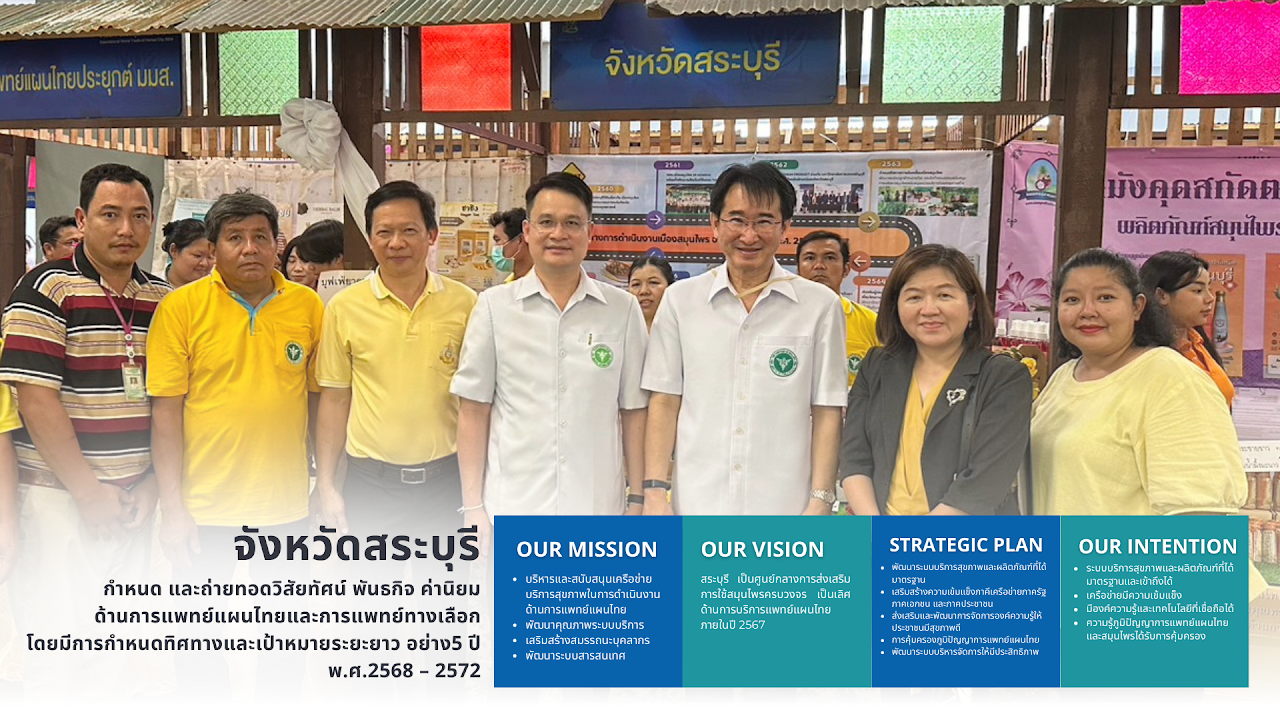 พทย์แผนไทยประยุกต์ มมส.
จังหวัดสระบุรี
2560
2561
2562
2563
2564
มังคุดสกัดต
ผลิตภัณฑ์สมุนไพร
บุฟเฟ่ย
ชาชัง
จังหวัดสระบุรี
กำหนด และถ่ายทอดวิสัยทัศน์ พันธกิจ ค่านิยม
ด้านการแพทย์แผนไทยและการแพทย์ทางเลือก
โดยมีการกำหนดทิศทางและเป้าหมายระยะยาว อย่าง5 ปี
พ.ศ.2568 – 2572
OUR MISSION
• บริหารและสนับสนุนเครือข่าย
บริการสุขภาพในการดำเนินงาน
ด้านการแพทย์แผนไทย
• พัฒนาคุณภาพระบบบริการ
• เสริมสร้างสมรรถนะบุคลากร
• พัฒนาระบบสารสนเทศ
OUR VISION
สระบุรี เป็นศูนย์กลางการส่งเสริม
การใช้สมุนไพรครบวงจร เป็นเลิศ
ด้านการบริการแพทย์แผนไทย
ภายในปี 2567
STRATEGIC PLAN
• พัฒนาระบบบริการสุขภาพและผลิตภัณฑ์ที่ได้
มาตรฐาน
• เสริมสร้างความเข้มแข็งภาคีเครือข่ายภาครัฐ
ภาคเอกชน และภาคประชาชน
• ส่งเสริมและพัฒนาการจัดการองค์ความรู้ให้
ประชาชนมีสุขภาพดี
• การคุ้มครองภูมิปัญญาการแพทย์แผนไทย
• พัฒนาระบบบริหารจัดการให้มีประสิทธิภาพ
OUR INTENTION
• ระบบบริการสุขภาพและผลิตภัณฑ์ที่ได้
มาตรฐานและเข้าถึงได้
• เครือข่ายมีความเข้มแข็ง
• มีองค์ความรู้และเทคโนโลยีที่เชื่อถือได้
• ความรู้ภูมิปัญญาการแพทย์แผนไทย
และสมุนไพรได้รับการคุ้มครอง